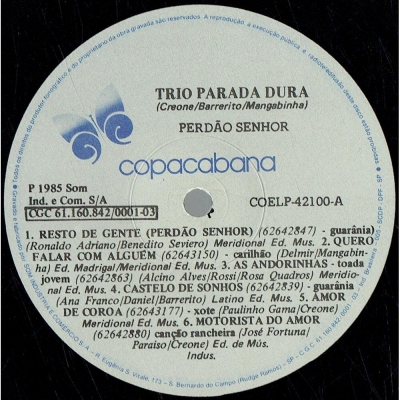 TRIO PARADA DURA
(Creone/Barrerito/Mangabinha)
PERDÃO SENHOR
copacabana
P 1985 Som
Ind. e Com. S/A
CGC 61.160.842/0001-03
COELP-42100-A
1. RESTO DE GENTE (PERDÃO SENHOR) (62642847) - guarânia)
(Ronaldo Adriano/Benedito Seviero) Meridional Ed. Mus. 2. QUERO
FALAR COM ALGUÉM (62643150) - carilhão (Delmir/Mangabi-
nha) Ed. Madrigal/Meridional Ed. Mus. 3. AS ANDORINHAS - toada
jovem (62642863) (Alcino Alves/Rossi/Rosa Quadros) Meridio-
nal Ed. Mus. 4. CASTELO DE SONHOS (62642839) - guarânia
(Ana Franco/Daniel/Barrerito) Latino Ed. Mus. 5. AMOR
DE COROA (62643177) - xote (Paulinho Gama/Creone)
Meridional Ed. Mus. 6. MOTORISTA DO AMOR
(62642880) canção rancheira (José Fortuna/
Paraíso/Creone) Ed. de Mús.
Indus.